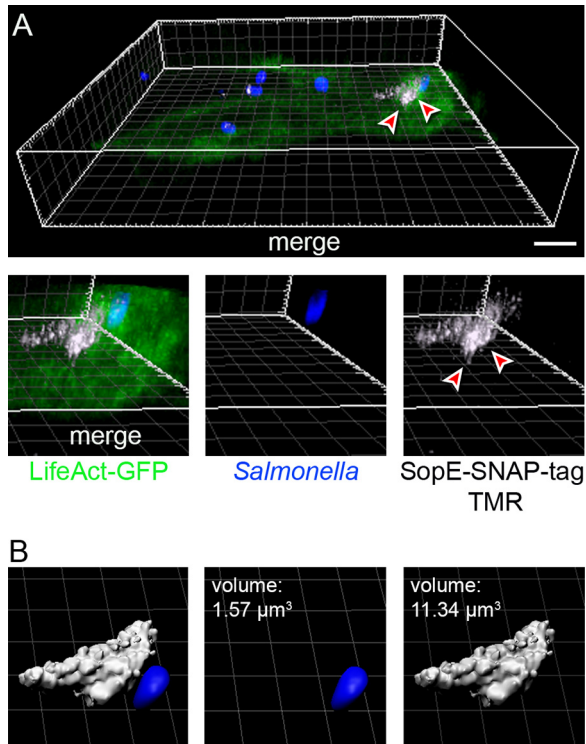 A
merge
merge
LifeAct-GFP
Salmonella
SopE-SNAP-tag
TMR
B
volume:
1.57 µm³
volume:
11.34 µm³